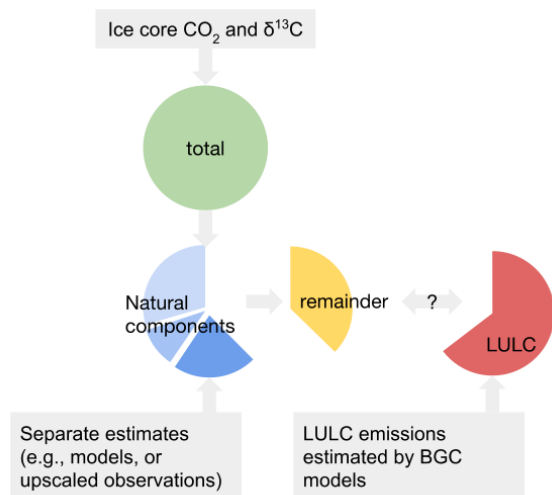 Ice core CO₂ and δ¹³C
total
Natural
components
remainder
?
LULC
Separate estimates
(e.g., models, or
upscaled observations)
LULC emissions
estimated by BGC
models